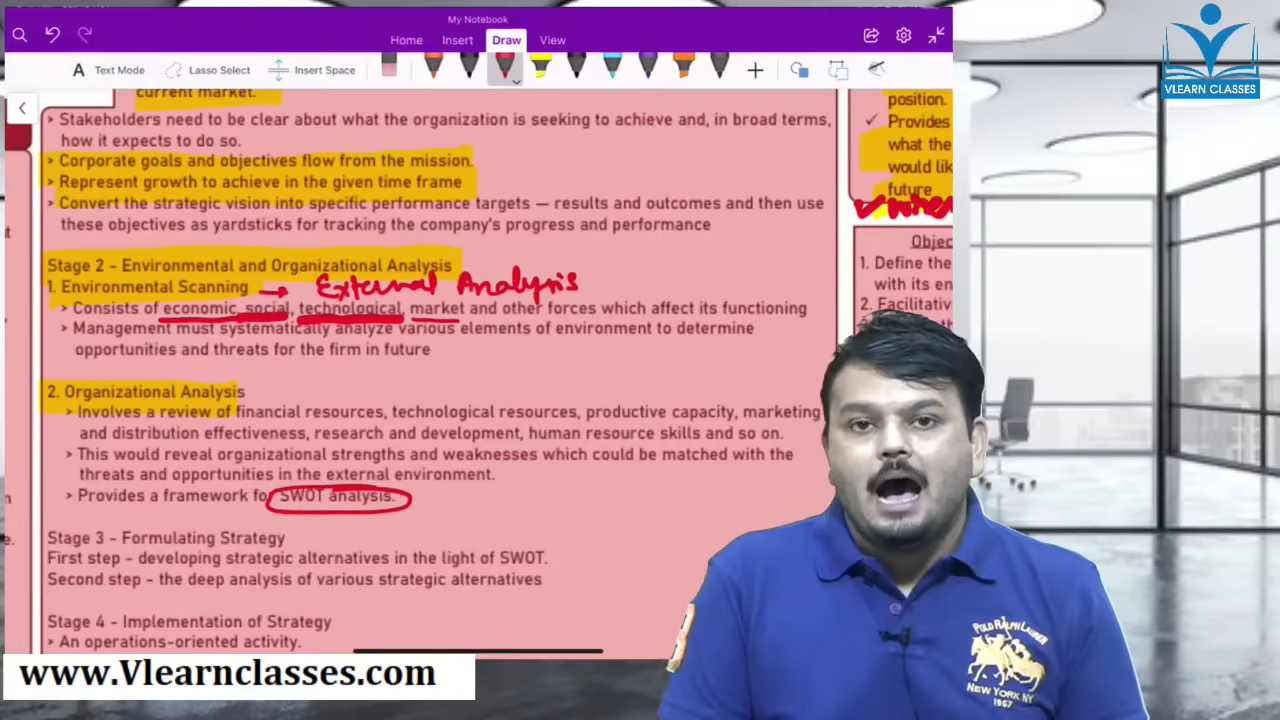 My Notebook
Home Insert Draw View
Text Mode Lasso Select Insert Space
current market.
> Stakeholders need to be clear about what the organization is seeking to achieve and, in broad terms,
how it expects to do so.
> Corporate goals and objectives flow from the mission.
> Represent growth to achieve in the given time frame
> Convert the strategic vision into specific performance targets — results and outcomes and then use
these objectives as yardsticks for tracking the company's progress and performance
Stage 2 - Environmental and Organizational Analysis
1. Environmental Scanning → External Analysis
> Consists of economic, social, technological, market and other forces which affect its functioning
> Management must systematically analyze various elements of environment to determine
opportunities and threats for the firm in future
2. Organizational Analysis
> Involves a review of financial resources, technological resources, productive capacity, marketing
and distribution effectiveness, research and development, human resource skills and so on.
> This would reveal organizational strengths and weaknesses which could be matched with the
threats and opportunities in the external environment.
> Provides a framework for SWOT analysis.
Stage 3 - Formulating Strategy
First step - developing strategic alternatives in the light of SWOT.
Second step - the deep analysis of various strategic alternatives
Stage 4 - Implementation of Strategy
> An operations-oriented activity.
position.
✓ Provides
what the
would lik
future
Objec
1. Define the
with its en
2. Facilitativ
VLEARN CLASSES
POLO RALPH LAUREN
NEW YORK NY
1967
www.Vlearnclasses.com